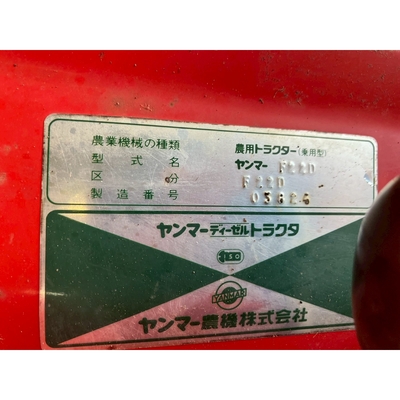 農業機械の種類 農用トラクター(乗用型)
型式名 ヤンマー F22D
区分 F22D
製造番号 03826
ヤンマーディーゼルトラクタ
ISO
YANMAR
ヤンマー農機株式会社